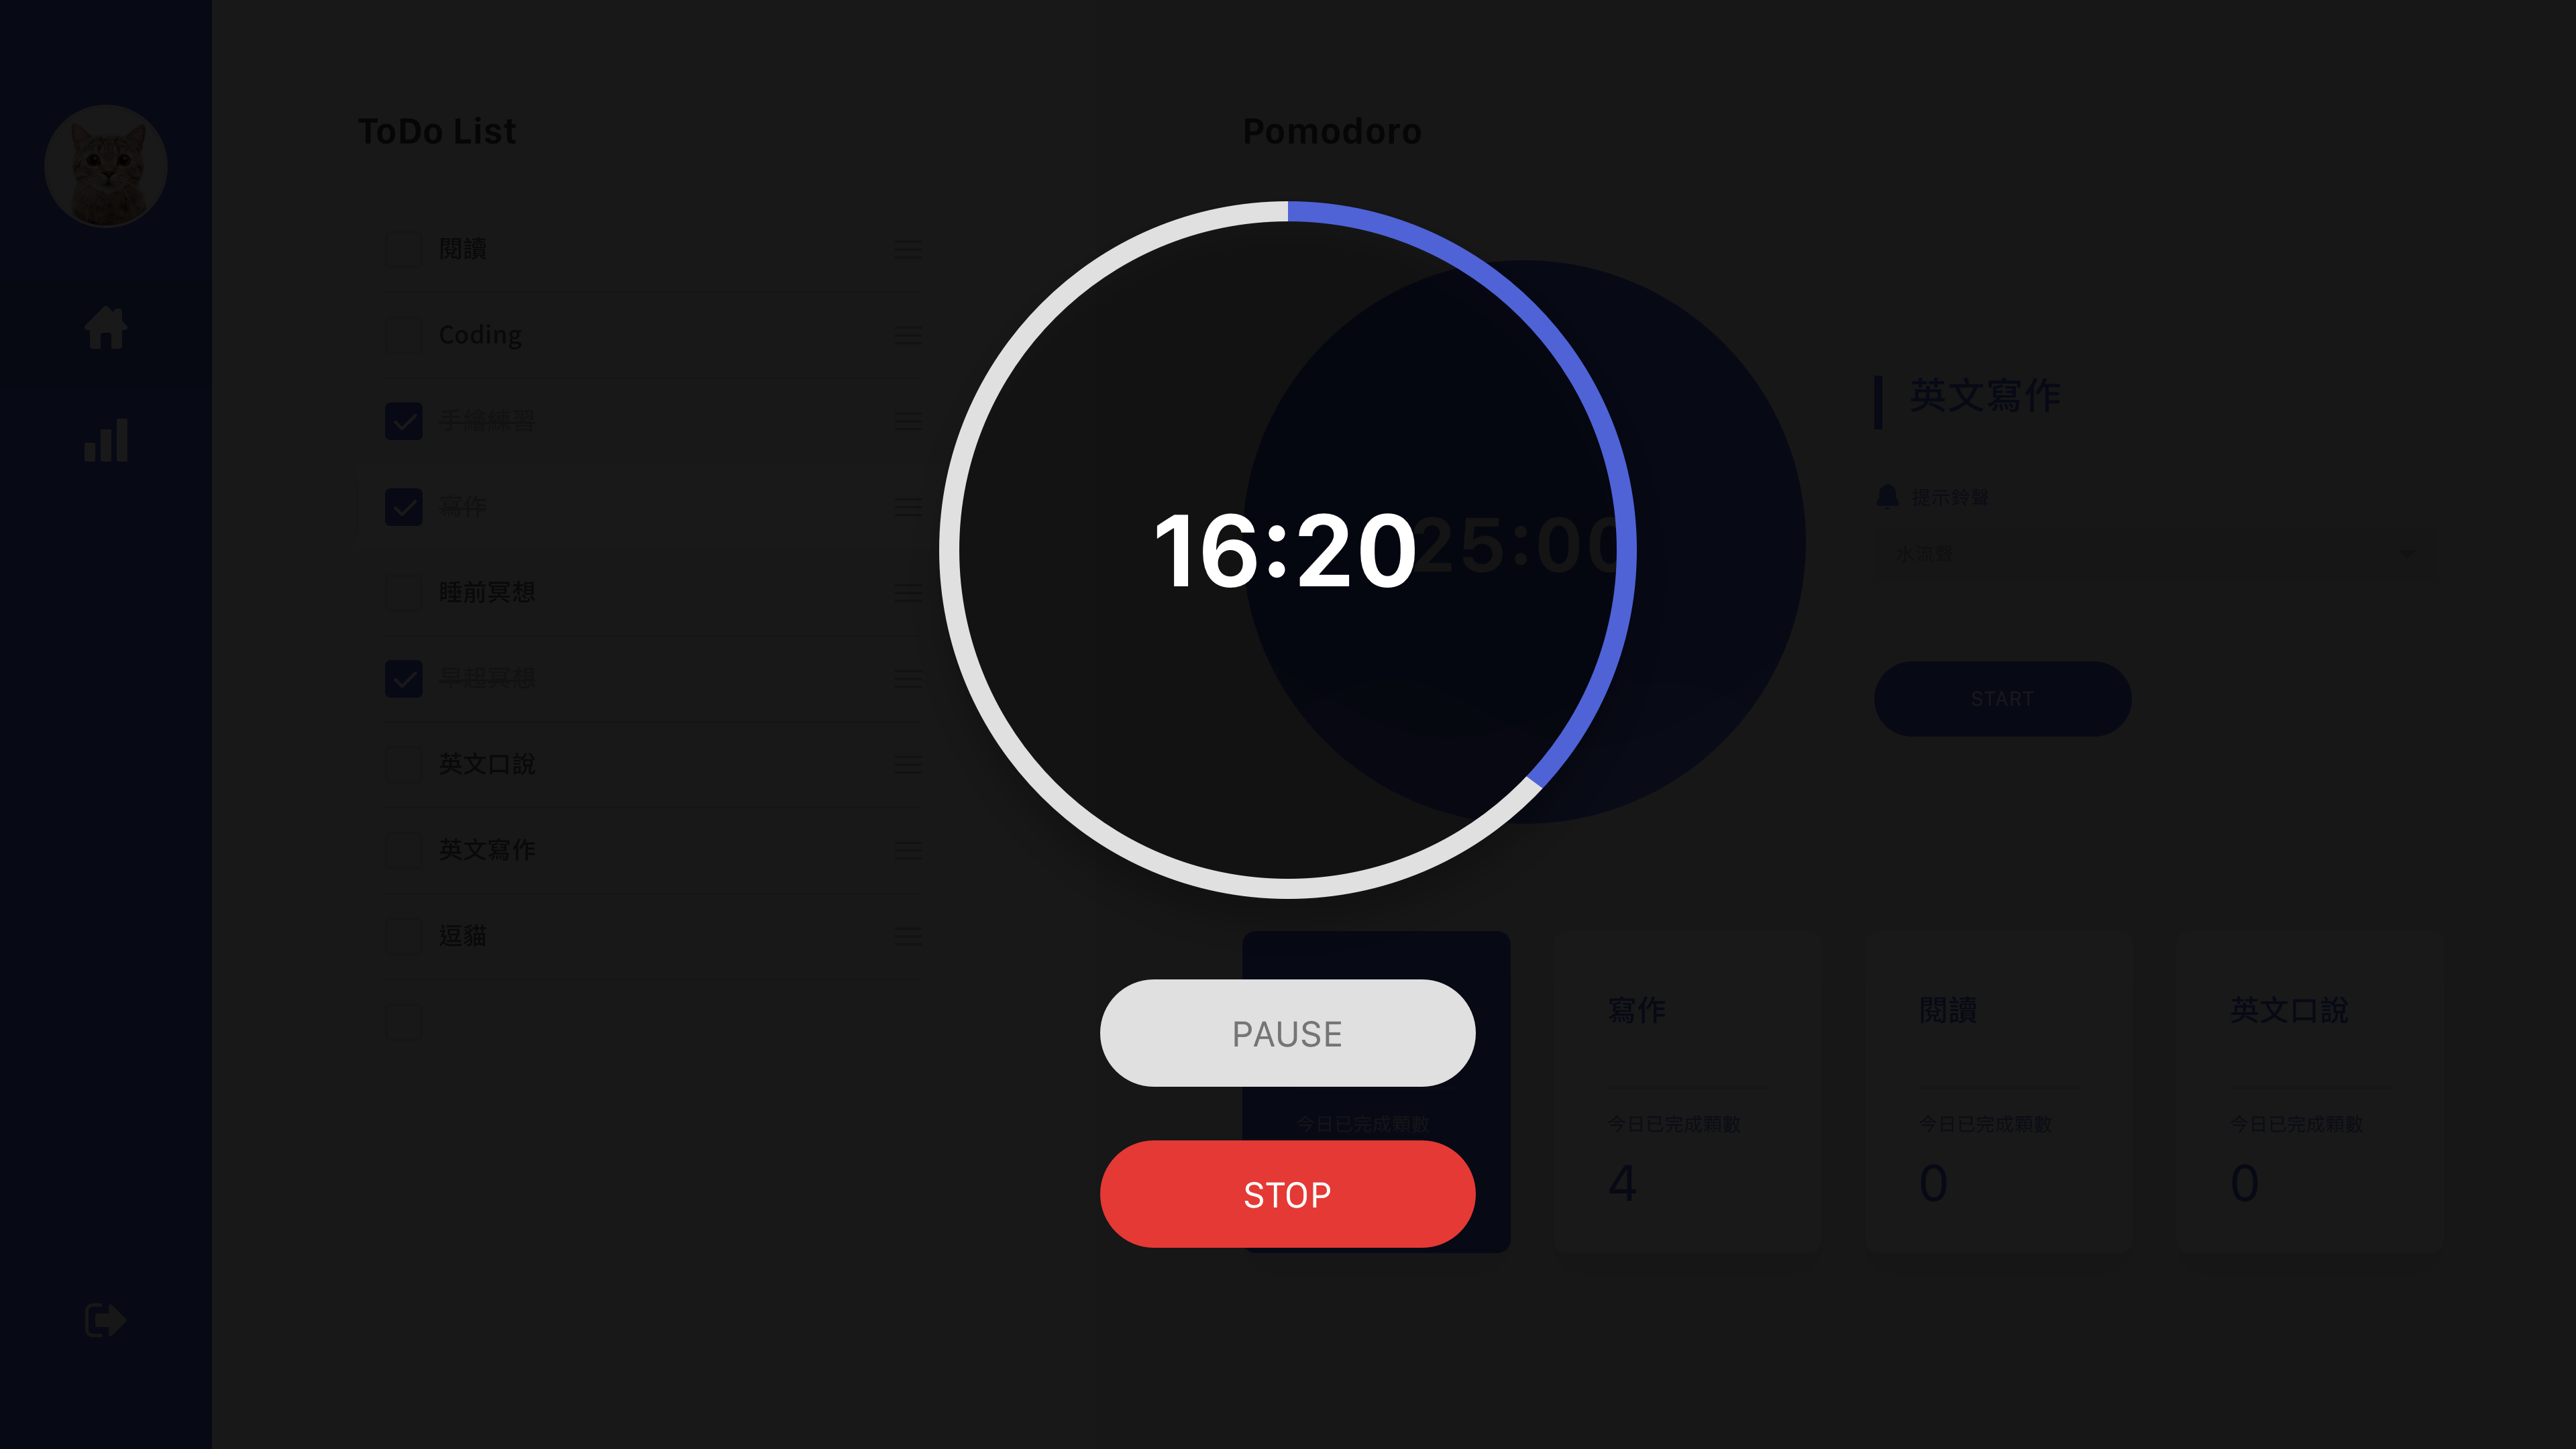 ToDo List
閱讀
Coding
手繪練習
寫作
睡前冥想
早起冥想
英文口說
英文寫作
逗貓
Pomodoro
16:20
25:00
英文寫作
提示鈴聲
水流聲
START
PAUSE
STOP
今日已完成顆數
寫作
今日已完成顆數
4
閱讀
今日已完成顆數
0
英文口說
今日已完成顆數
0